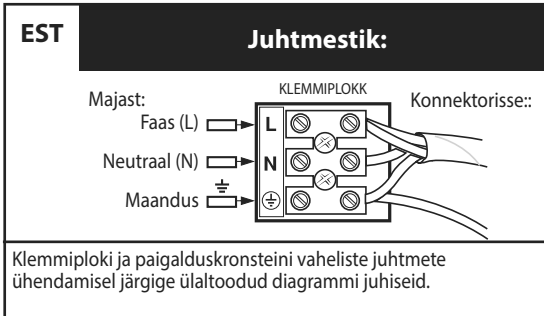 EST
Juhtmestik:
KLEMMIPLOKK
Majast:
Konnektorisse::
Faas (L)
L
Neutraal (N)
N
Maandus
Klemmiploki ja paigalduskronsteini vaheliste juhtmete
ühendamisel järgige ülaltoodud diagrammi juhiseid.